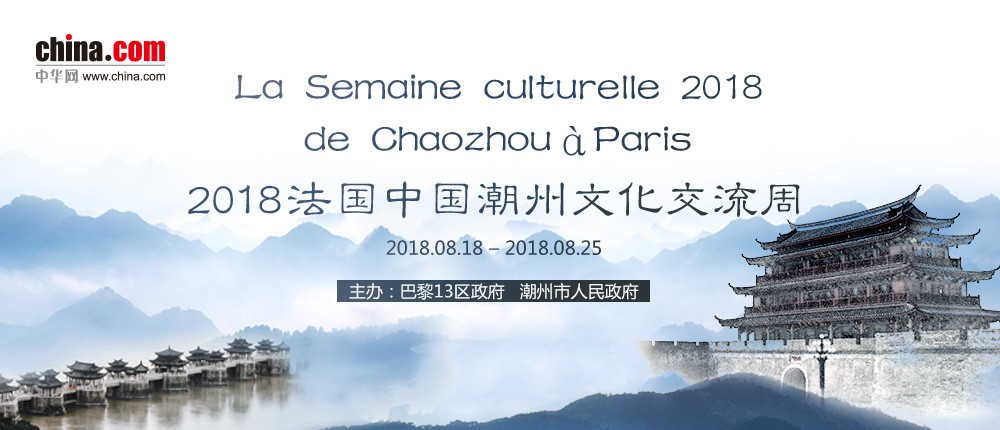 china.com
中华网 www.china.com
La Semaine culturelle 2018
de Chaozhou à Paris
2018法国中国潮州文化交流周
2018.08.18 – 2018.08.25
主办：巴黎13区政府 潮州市人民政府